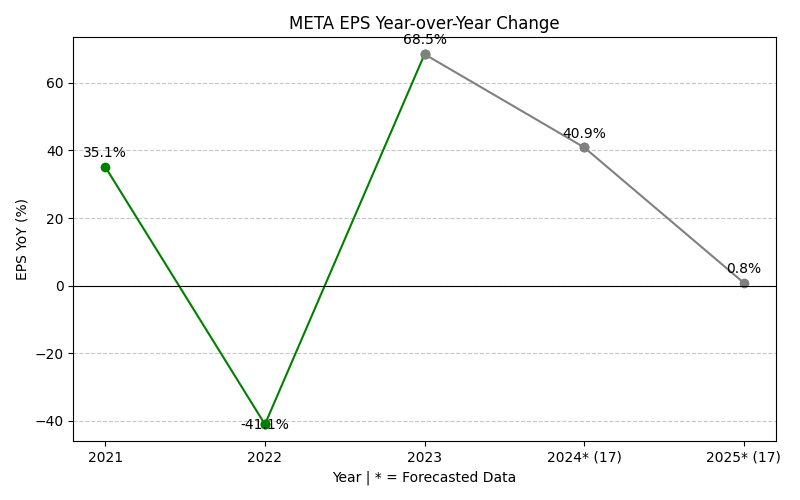 META EPS Year-over-Year Change
68.5%
60
40.9%
40
35.1%
20
0.8%
0
−20
-41.1%
−40
EPS YoY (%)
2021 2022 2023 2024* (17) 2025* (17)
Year | * = Forecasted Data